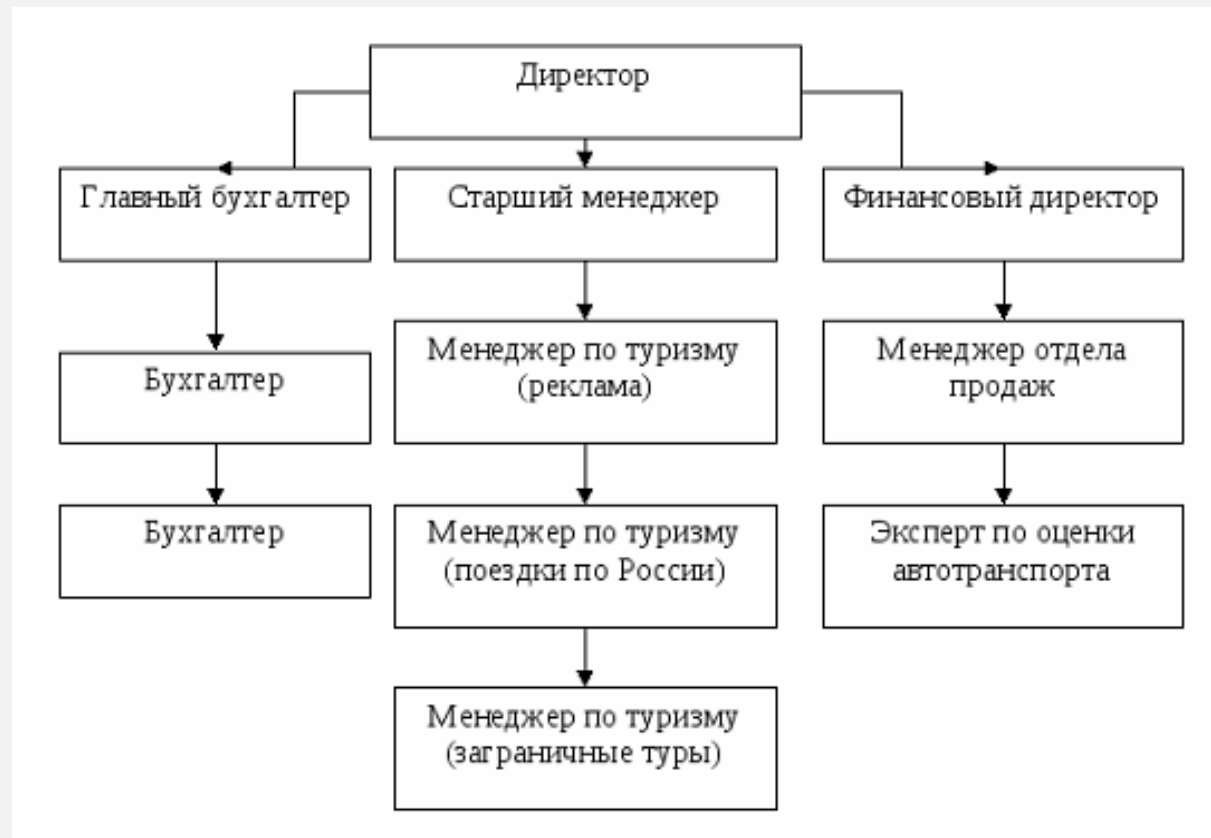 Директор
Главный бухгалтер
Старший менеджер
Финансовый директор
Бухгалтер
Менеджер по туризму
(реклама)
Менеджер отдела
продаж
Бухгалтер
Менеджер по туризму
(поездки по России)
Эксперт по оценки
автотранспорта
Менеджер по туризму
(заграничные туры)